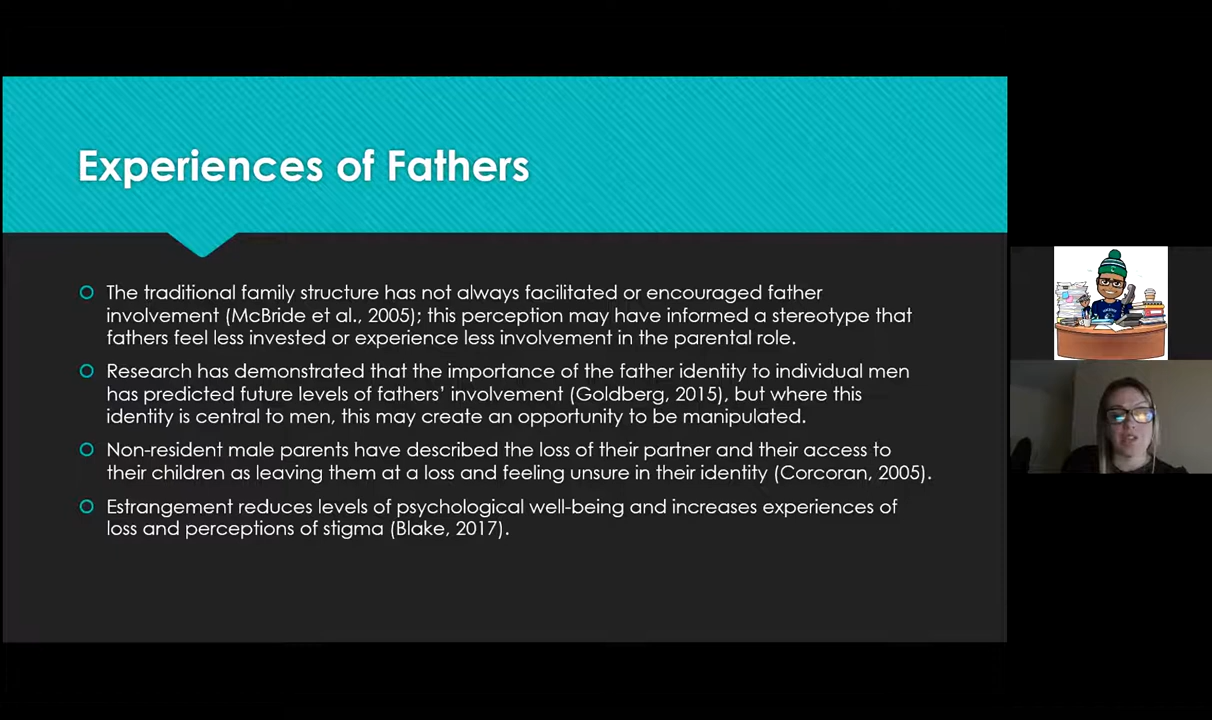 Experiences of Fathers
The traditional family structure has not always facilitated or encouraged father
involvement (McBride et al., 2005); this perception may have informed a stereotype that
fathers feel less invested or experience less involvement in the parental role.
Research has demonstrated that the importance of the father identity to individual men
has predicted future levels of fathers' involvement (Goldberg, 2015), but where this
identity is central to men, this may create an opportunity to be manipulated.
Non-resident male parents have described the loss of their partner and their access to
their children as leaving them at a loss and feeling unsure in their identity (Corcoran, 2005).
Estrangement reduces levels of psychological well-being and increases experiences of
loss and perceptions of stigma (Blake, 2017).